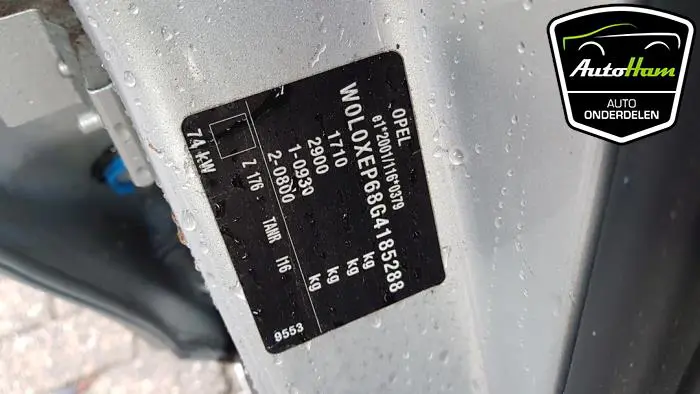 OPEL
e1*2001/116*0379
W0L0XEP68G4185288
1710 kg
2900 kg
1-0930 kg
2-0800 kg
Z 176 TANR I16
74 kW
9553
AutoHam
AUTO
ONDERDELEN